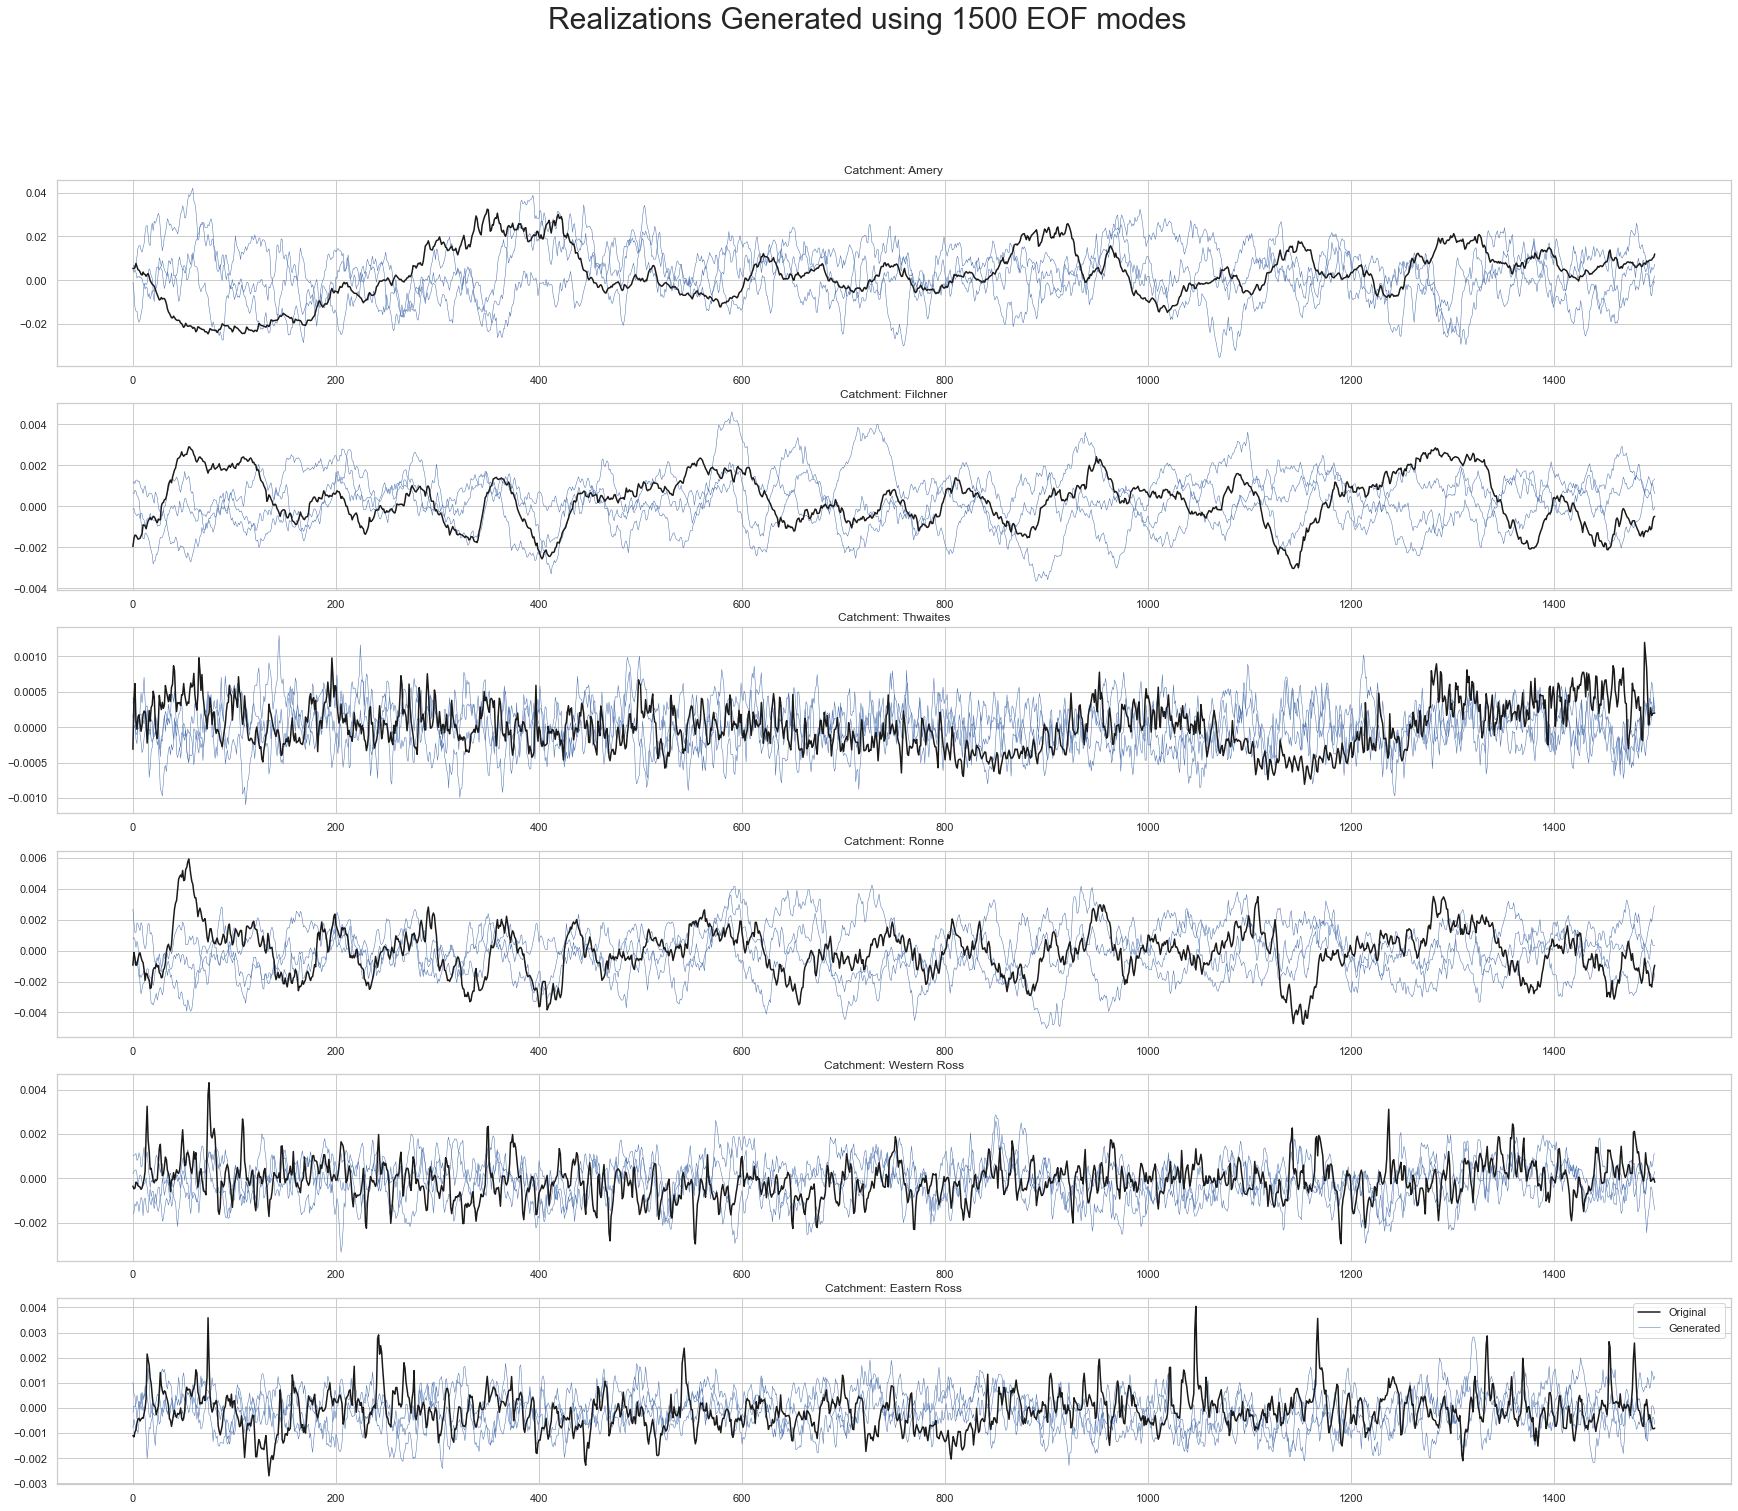 Realizations Generated using 1500 EOF modes
Catchment: Amery
0.04
0.02
0.00
−0.02
0 200 400 600 800 1000 1200 1400
Catchment: Filchner
0.004
0.002
0.000
−0.002
−0.004
0 200 400 600 800 1000 1200 1400
Catchment: Thwaites
0.0010
0.0005
0.0000
−0.0005
−0.0010
0 200 400 600 800 1000 1200 1400
Catchment: Ronne
0.006
0.004
0.002
0.000
−0.002
−0.004
0 200 400 600 800 1000 1200 1400
Catchment: Western Ross
0.004
0.002
0.000
−0.002
0 200 400 600 800 1000 1200 1400
Catchment: Eastern Ross
0.004
Original
0.003
Generated
0.002
0.001
0.000
−0.001
−0.002
−0.003
0 200 400 600 800 1000 1200 1400